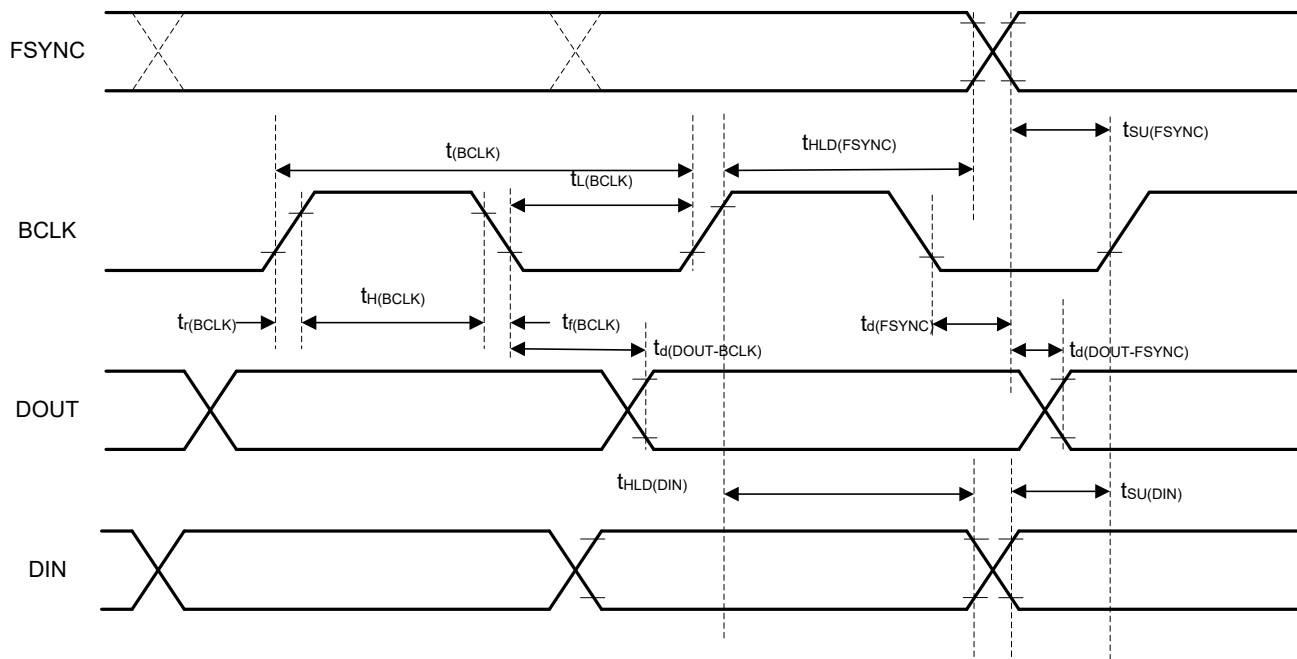 FSYNC
tSU(FSYNC)
tHLD(FSYNC)
t(BCLK)
tL(BCLK)
BCLK
tH(BCLK)
tr(BCLK)
tf(BCLK)
td(FSYNC)
td(DOUT-BCLK)
td(DOUT-FSYNC)
DOUT
tHLD(DIN)
tSU(DIN)
DIN